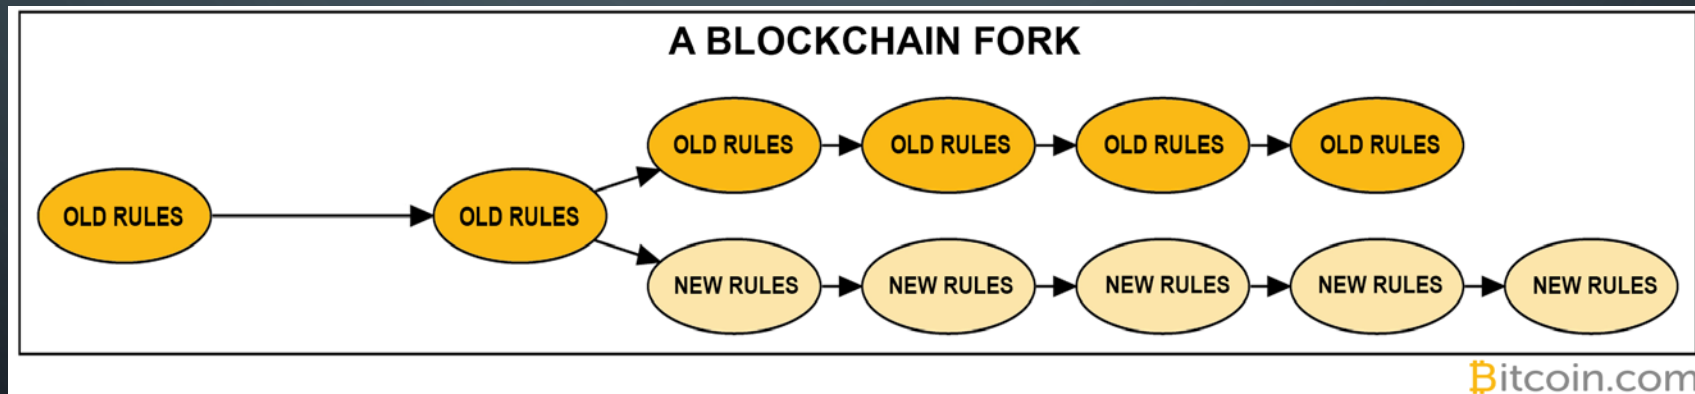 A BLOCKCHAIN FORK
OLD RULES OLD RULES OLD RULES OLD RULES
OLD RULES OLD RULES
NEW RULES NEW RULES NEW RULES NEW RULES NEW RULES
Bitcoin.com